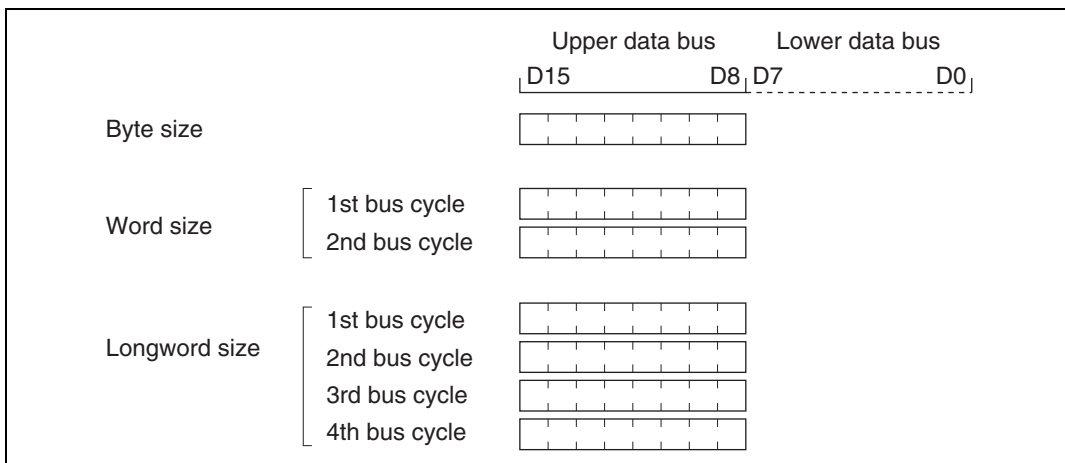 Upper data bus Lower data bus
D15 D8 D7 D0
Byte size
Word size
1st bus cycle
2nd bus cycle
Longword size
1st bus cycle
2nd bus cycle
3rd bus cycle
4th bus cycle